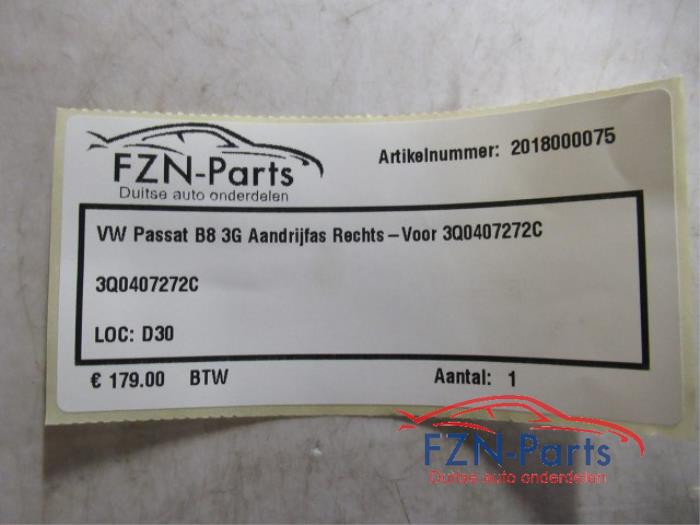 FZN-Parts
Duitse auto onderdelen
Artikelnummer: 2018000075
VW Passat B8 3G Aandrijfas Rechts-Voor 3Q0407272C
3Q0407272C
LOC: D30
€ 179.00 BTW Aantal: 1
FZN-Parts
Duitse auto onderdelen